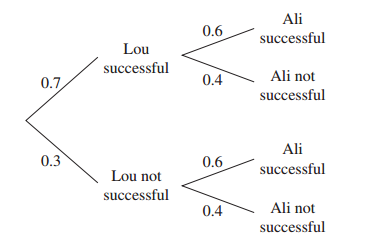 Ali
successful
0.6
Lou
successful
0.4
Ali not
successful
0.7
0.3
Ali
successful
0.6
Lou not
successful
0.4
Ali not
successful